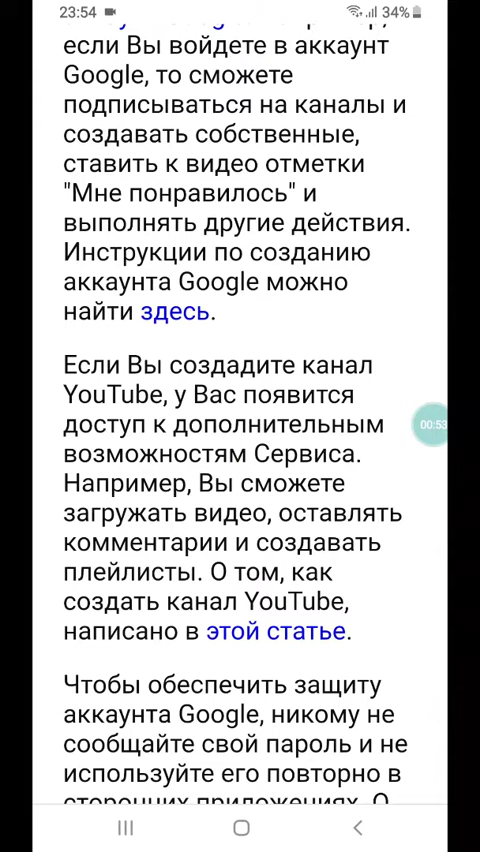 23:54
34%
если Вы войдете в аккаунт
Google, то сможете
подписываться на каналы и
создавать собственные,
ставить к видео отметки
"Мне понравилось" и
выполнять другие действия.
Инструкции по созданию
аккаунта Google можно
найти здесь.
Если Вы создадите канал
YouTube, у Вас появится
доступ к дополнительным
возможностям Сервиса.
Например, Вы сможете
загружать видео, оставлять
комментарии и создавать
плейлисты. О том, как
создать канал YouTube,
написано в этой статье.
00:53
Чтобы обеспечить защиту
аккаунта Google, никому не
сообщайте свой пароль и не
используйте его повторно в
сторонних приложениях. О